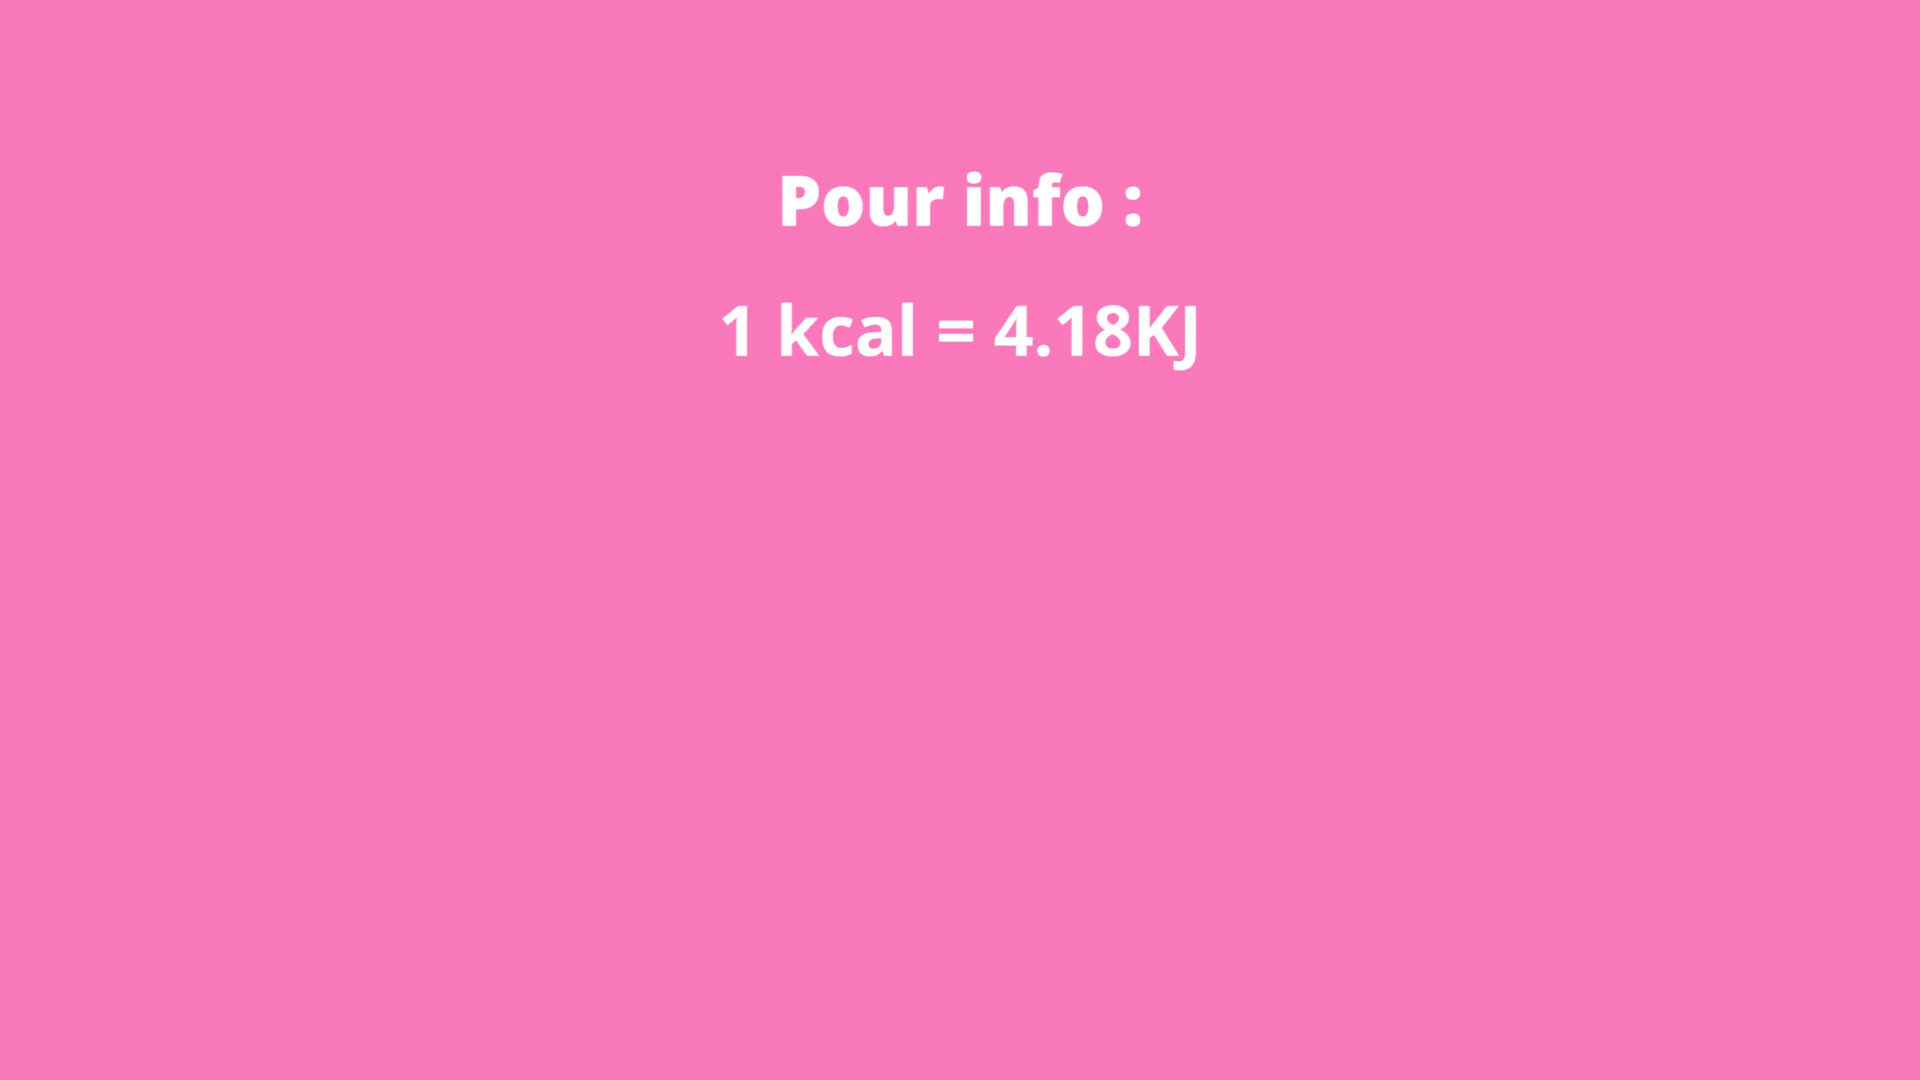 Pour info :
1 kcal = 4.18KJ